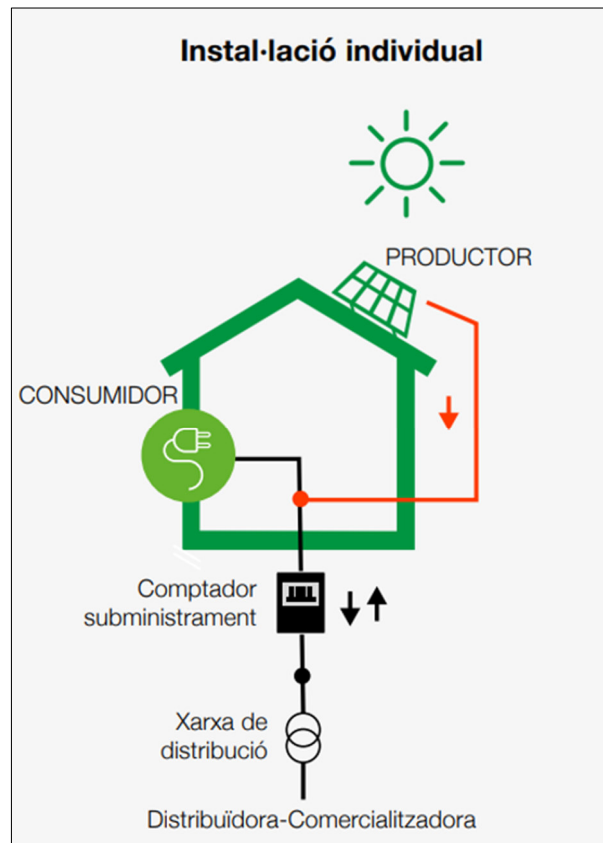 Instal·lació individual
PRODUCTOR
CONSUMIDOR
Comptador
subministrament
Xarxa de
distribució
Distribuïdora-Comercialitzadora